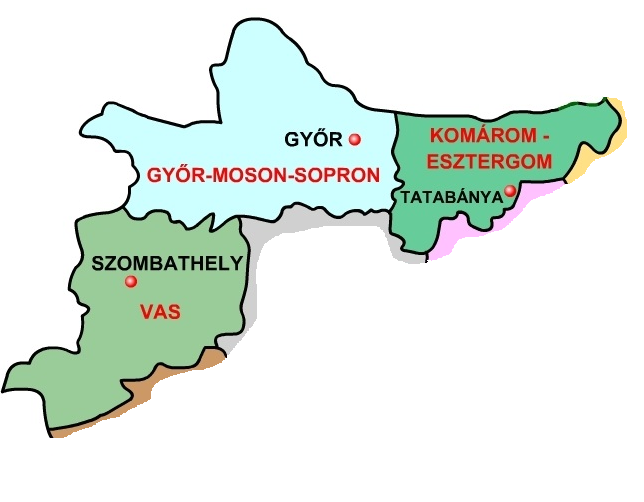 KOMÁROM -
ESZTERGOM
GYŐR
GYŐR-MOSON-SOPRON
TATABÁNYA
SZOMBATHELY
VAS